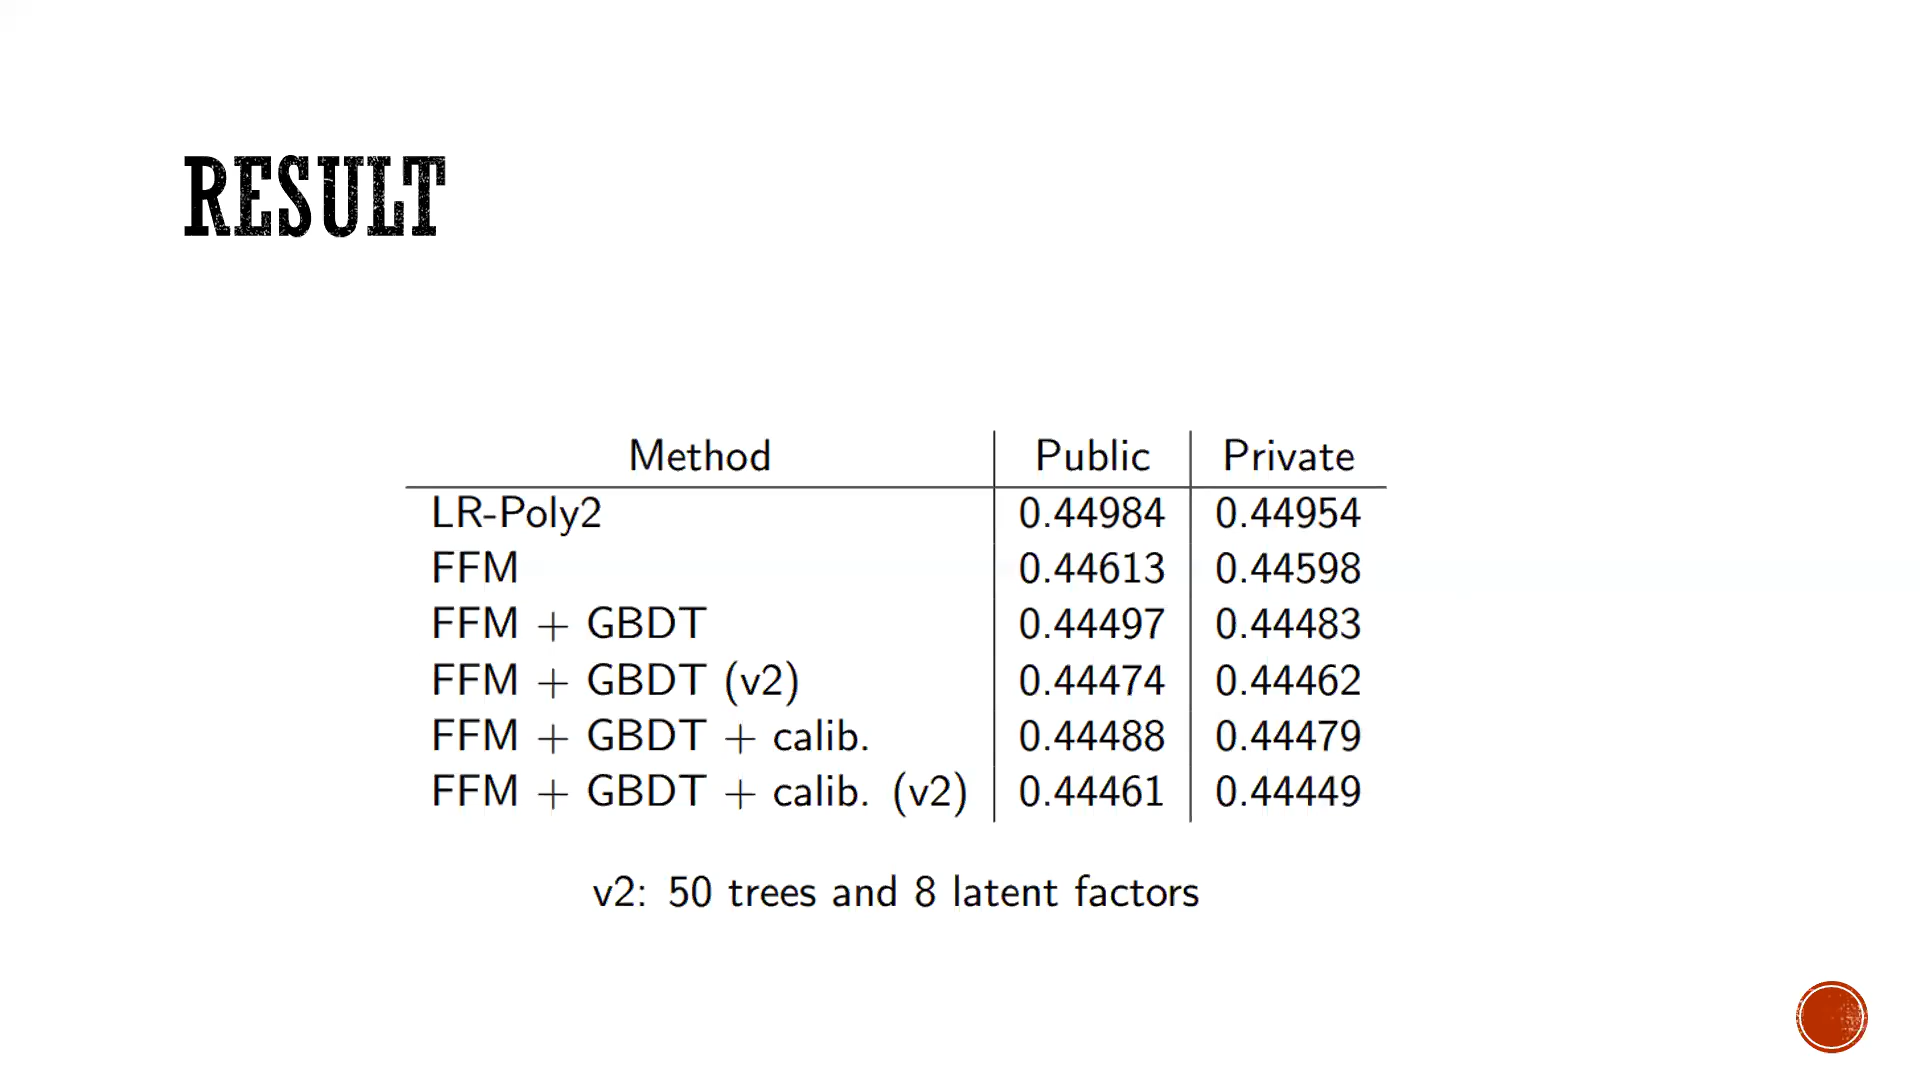 RESULT
Method Public Private
LR-Poly2 0.44984 0.44954
FFM 0.44613 0.44598
FFM + GBDT 0.44497 0.44483
FFM + GBDT (v2) 0.44474 0.44462
FFM + GBDT + calib. 0.44488 0.44479
FFM + GBDT + calib. (v2) 0.44461 0.44449
v2: 50 trees and 8 latent factors